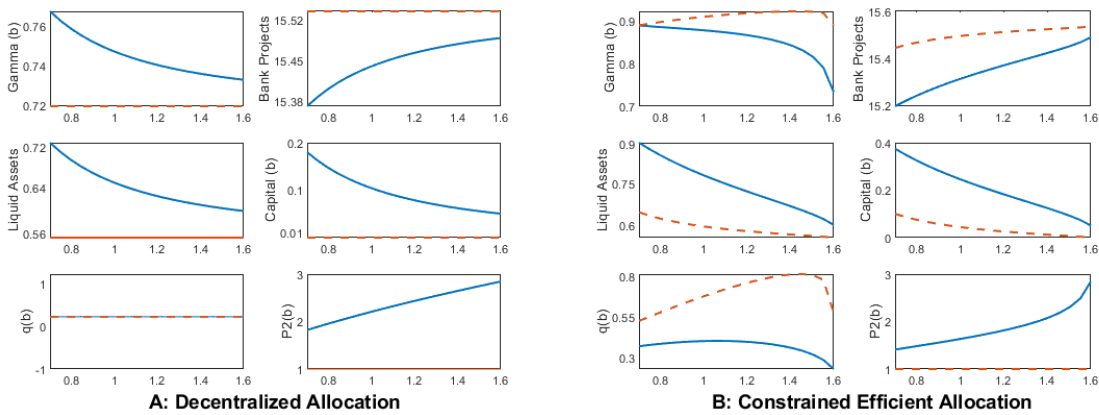 0.76
0.74
0.72
Gamma (b)
0.8 1 1.2 1.4 1.6
15.52
15.45
15.38
Bank Projects
0.8 1 1.2 1.4 1.6
0.9
0.8
0.7
Gamma (b)
0.8 1 1.2 1.4 1.6
15.6
15.4
15.2
Bank Projects
0.8 1 1.2 1.4 1.6
0.72
0.64
0.56
Liquid Assets
0.8 1 1.2 1.4 1.6
0.2
0.1
0.01
Capital (b)
0.8 1 1.2 1.4 1.6
0.9
0.75
0.6
Liquid Assets
0.8 1 1.2 1.4 1.6
0.4
0.2
0
Capital (b)
0.8 1 1.2 1.4 1.6
1
0
-1
q(b)
0.8 1 1.2 1.4 1.6
3
2
1
P2(b)
0.8 1 1.2 1.4 1.6
0.8
0.55
0.3
q(b)
0.8 1 1.2 1.4 1.6
3
2
1
P2(b)
0.8 1 1.2 1.4 1.6
A: Decentralized Allocation
B: Constrained Efficient Allocation